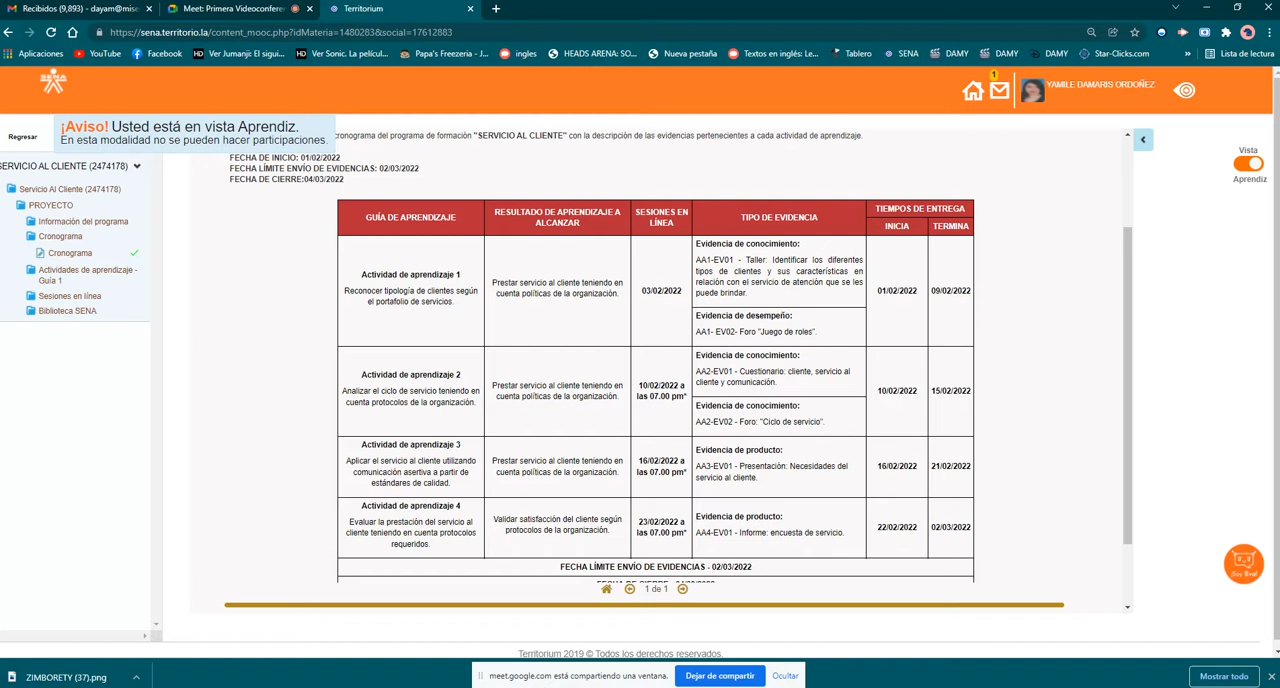 Recibidos (9,893) - dayam@mise
Meet: Primera Videoconferen
Territorium
https://sena.territorio.la/content_mooc.php?idMateria=1480283&social=17612883
Aplicaciones
YouTube
Facebook
HD Ver Jumanji: El sigui...
HD Ver Sonic. La pelícu...
Papa's Freezeria - J...
ingles
HEADS ARENA: SO...
Nueva pestaña
Textos en inglés: Le...
Tablero
SENA
DAMY
DAMY
DAMY
Star-Clicks.com
»
Lista de lectura
SENA
1
YAMILE DAMARIS ORDOÑEZ
Regresar
¡Aviso! Usted está en vista Aprendiz.
En esta modalidad no se pueden hacer participaciones.
Vista
Aprendiz
SERVICIO AL CLIENTE (2474178)
Servicio Al Cliente (2474178)
PROYECTO
Información del programa
Cronograma
Cronograma
Actividades de aprendizaje -
Guía 1
Sesiones en línea
Biblioteca SENA
cronograma del programa de formación "SERVICIO AL CLIENTE" con la descripción de las evidencias pertenecientes a cada actividad de aprendizaje.
FECHA DE INICIO: 01/02/2022
FECHA LÍMITE ENVÍO DE EVIDENCIAS: 02/03/2022
FECHA DE CIERRE:04/03/2022
GUÍA DE APRENDIZAJE
RESULTADO DE APRENDIZAJE A
ALCANZAR
SESIONES EN
LÍNEA
TIPO DE EVIDENCIA
TIEMPOS DE ENTREGA
INICIA
TERMINA
Actividad de aprendizaje 1
Reconocer tipología de clientes según
el portafolio de servicios.
Prestar servicio al cliente teniendo en
cuenta políticas de la organización.
03/02/2022
Evidencia de conocimiento:
AA1-EV01 - Taller: Identificar los diferentes
tipos de clientes y sus características en
relación con el servicio de atención que se les
puede brindar.
Evidencia de desempeño:
AA1- EV02- Foro "Juego de roles".
01/02/2022
09/02/2022
Actividad de aprendizaje 2
Analizar el ciclo de servicio teniendo en
cuenta protocolos de la organización.
Prestar servicio al cliente teniendo en
cuenta políticas de la organización.
10/02/2022 a
las 07.00 pm*
Evidencia de conocimiento:
AA2-EV01 - Cuestionario: cliente, servicio al
cliente y comunicación.
Evidencia de conocimiento:
AA2-EV02 - Foro: "Ciclo de servicio".
10/02/2022
15/02/2022
Actividad de aprendizaje 3
Aplicar el servicio al cliente utilizando
comunicación asertiva a partir de
estándares de calidad.
Prestar servicio al cliente teniendo en
cuenta políticas de la organización.
16/02/2022 a
las 07.00 pm*
Evidencia de producto:
AA3-EV01 - Presentación: Necesidades del
servicio al cliente.
16/02/2022
21/02/2022
Actividad de aprendizaje 4
Evaluar la prestación del servicio al
cliente teniendo en cuenta protocolos
requeridos.
Validar satisfacción del cliente según
protocolos de la organización.
23/02/2022 a
las 07.00 pm*
Evidencia de producto:
AA4-EV01 - Informe: encuesta de servicio.
22/02/2022
02/03/2022
FECHA LÍMITE ENVÍO DE EVIDENCIAS - 02/03/2022
1 de 1
Soy Eva!
Territorium 2019 © Todos los derechos reservados.
ZIMBORETY (37).png
meet.google.com está compartiendo una ventana.
Dejar de compartir
Ocultar
Mostrar todo